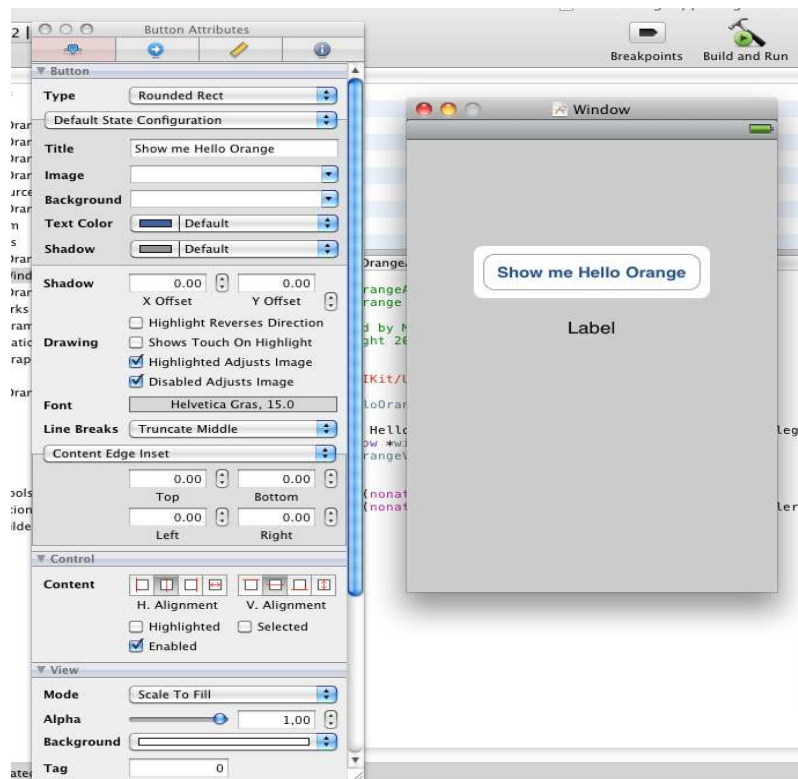 2
Button Attributes
Breakpoints
Build and Run
Button
Type
Rounded Rect
Default State Configuration
Title
Show me Hello Orange
Image
Background
Text Color
Default
Shadow
Default
Shadow
0.00
0.00
X Offset
Y Offset
Highlight Reverses Direction
Drawing
Shows Touch On Highlight
Highlighted Adjusts Image
Disabled Adjusts Image
Font
Helvetica Gras, 15.0
Line Breaks
Truncate Middle
Content Edge Inset
0.00
0.00
Top
Bottom
0.00
0.00
Left
Right
Control
Content
H. Alignment
V. Alignment
Highlighted
Selected
Enabled
View
Mode
Scale To Fill
Alpha
1,00
Background
Tag
0
Window
Show me Hello Orange
Label